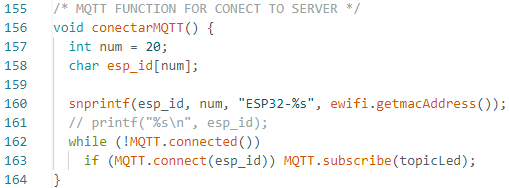 155 /* MQTT FUNCTION FOR CONECT TO SERVER */
156 void conectarMQTT() {
157   int num = 20;
158   char esp_id[num];
159
160   snprintf(esp_id, num, "ESP32-%s", ewifi.getmacAddress());
161   // printf("%s\n", esp_id);
162   while (!MQTT.connected())
163     if (MQTT.connect(esp_id)) MQTT.subscribe(topicLed);
164 }